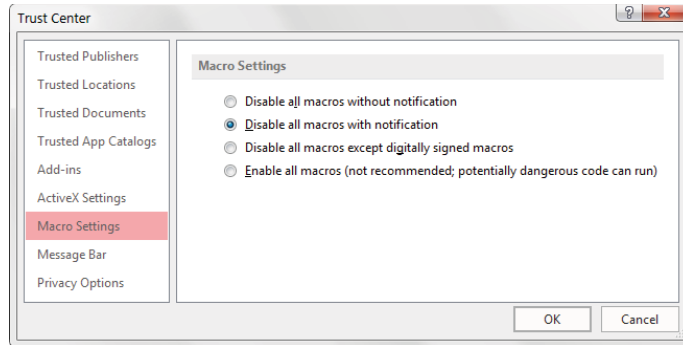 Trust Center
Trusted Publishers
Trusted Locations
Trusted Documents
Trusted App Catalogs
Add-ins
ActiveX Settings
Macro Settings
Message Bar
Privacy Options
Macro Settings
Disable all macros without notification
Disable all macros with notification
Disable all macros except digitally signed macros
Enable all macros (not recommended; potentially dangerous code can run)
OK Cancel